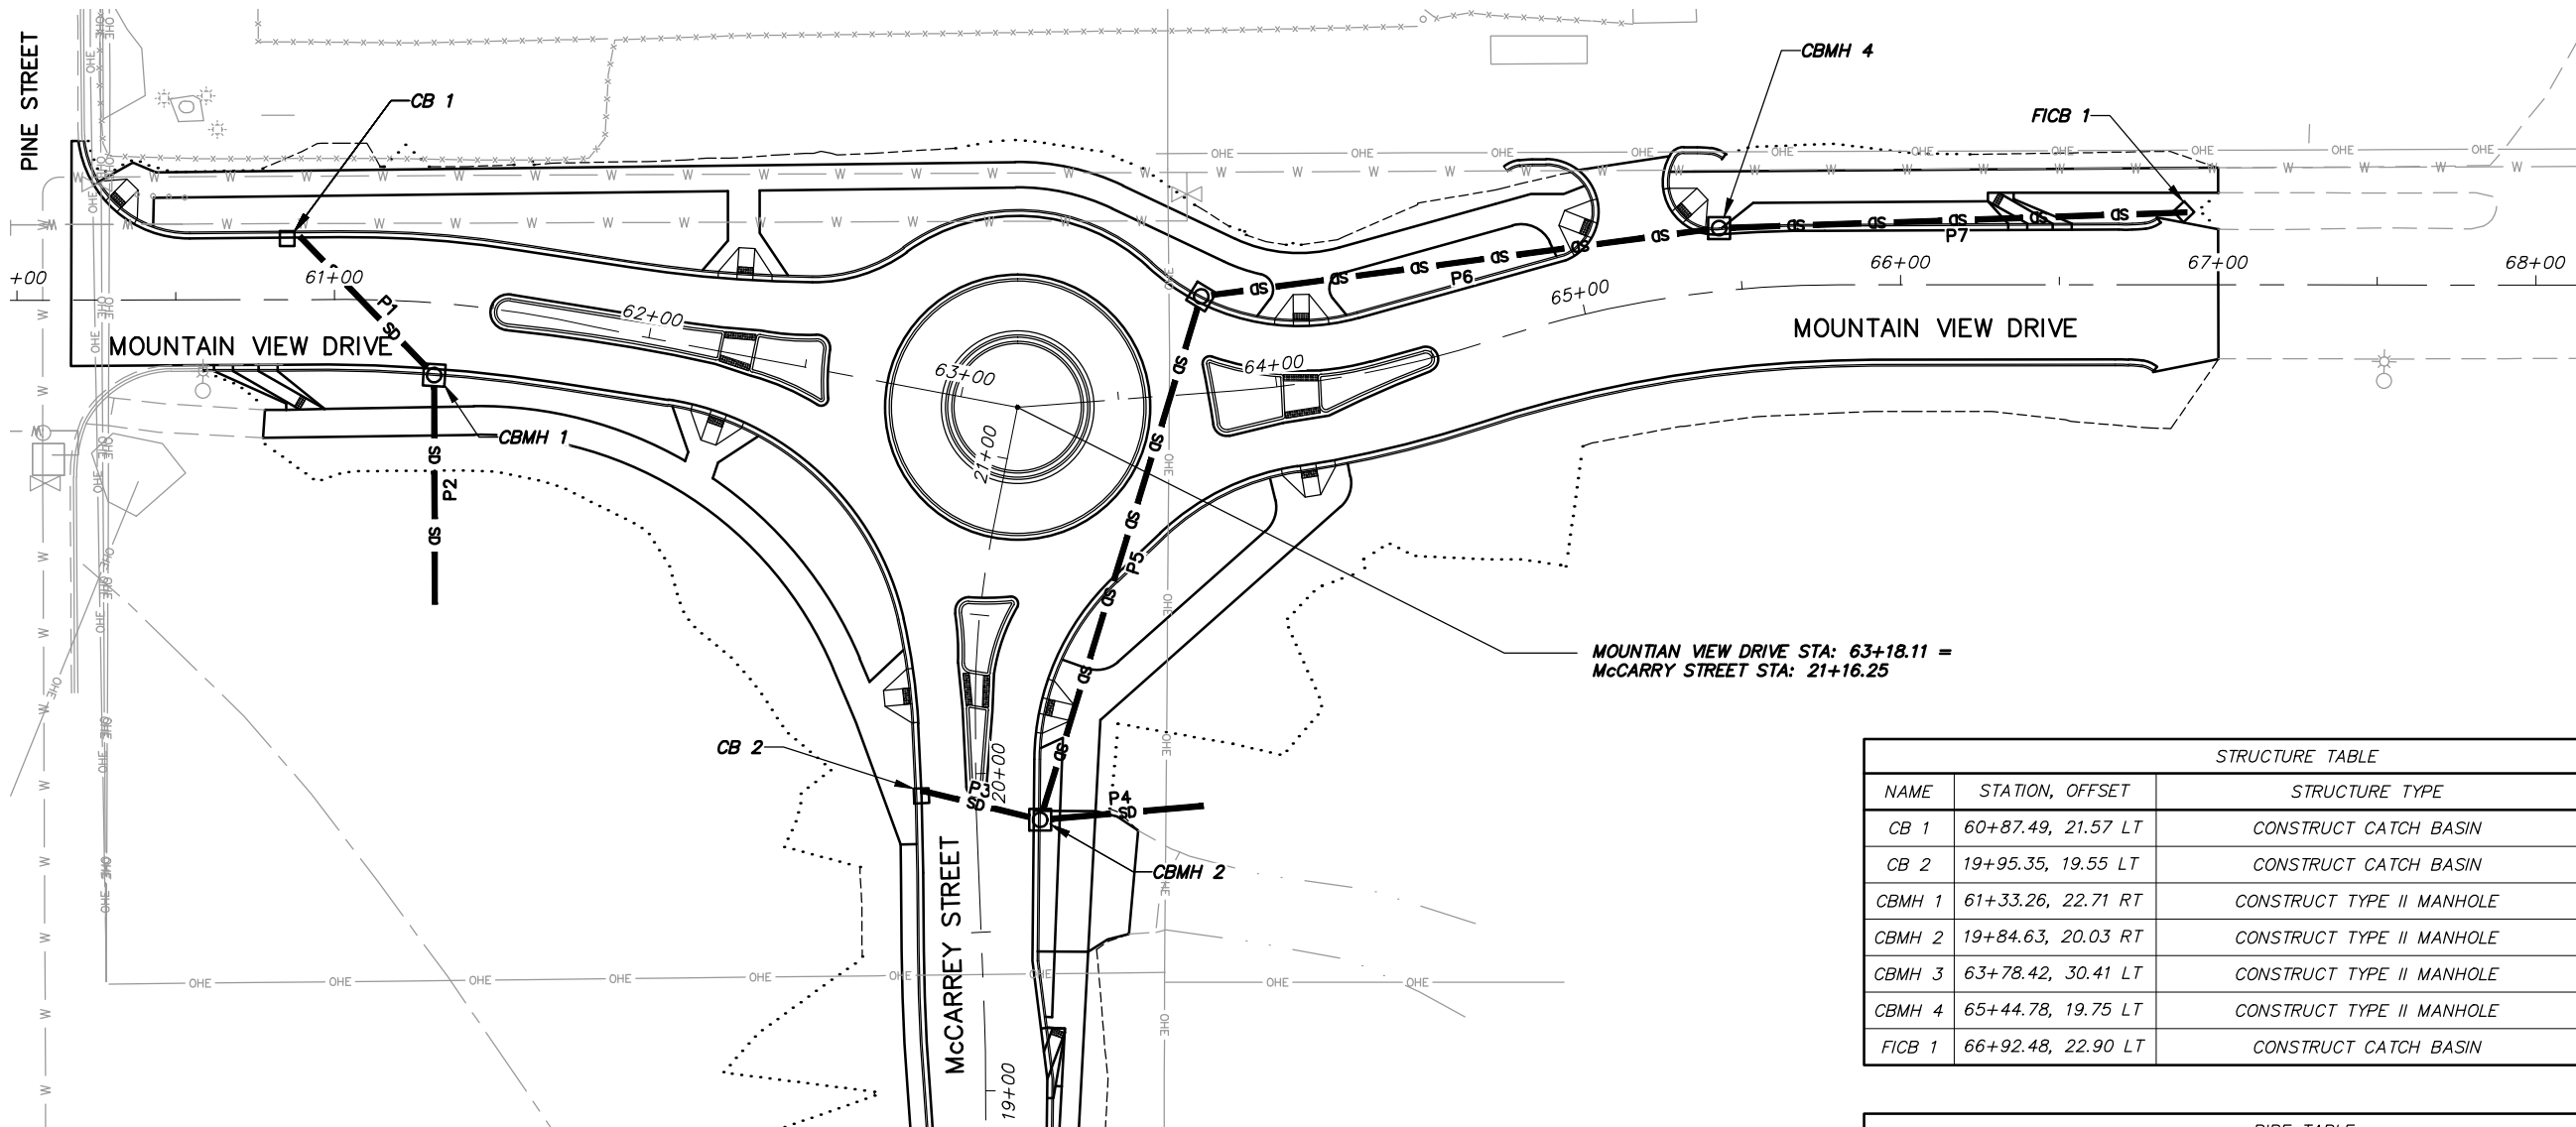 PINE STREET
CB 1
CBMH 4
FICB 1
+00
61+00
62+00
63+00
64+00
65+00
66+00
67+00
68+00
MOUNTAIN VIEW DRIVE
MOUNTAIN VIEW DRIVE
P1
SD
CBMH 1
P2
SD
SD
P6
P7
P5
21+00
20+00
19+00
CB 2
P3
SD
P4
SD
CBMH 2
McCARREY STREET
OHE
W
MOUNTIAN VIEW DRIVE STA: 63+18.11 =
McCARRY STREET STA: 21+16.25
STRUCTURE TABLE
NAME STATION, OFFSET STRUCTURE TYPE
CB 1 60+87.49, 21.57 LT CONSTRUCT CATCH BASIN
CB 2 19+95.35, 19.55 LT CONSTRUCT CATCH BASIN
CBMH 1 61+33.26, 22.71 RT CONSTRUCT TYPE II MANHOLE
CBMH 2 19+84.63, 20.03 RT CONSTRUCT TYPE II MANHOLE
CBMH 3 63+78.42, 30.41 LT CONSTRUCT TYPE II MANHOLE
CBMH 4 65+44.78, 19.75 LT CONSTRUCT TYPE II MANHOLE
FICB 1 66+92.48, 22.90 LT CONSTRUCT CATCH BASIN